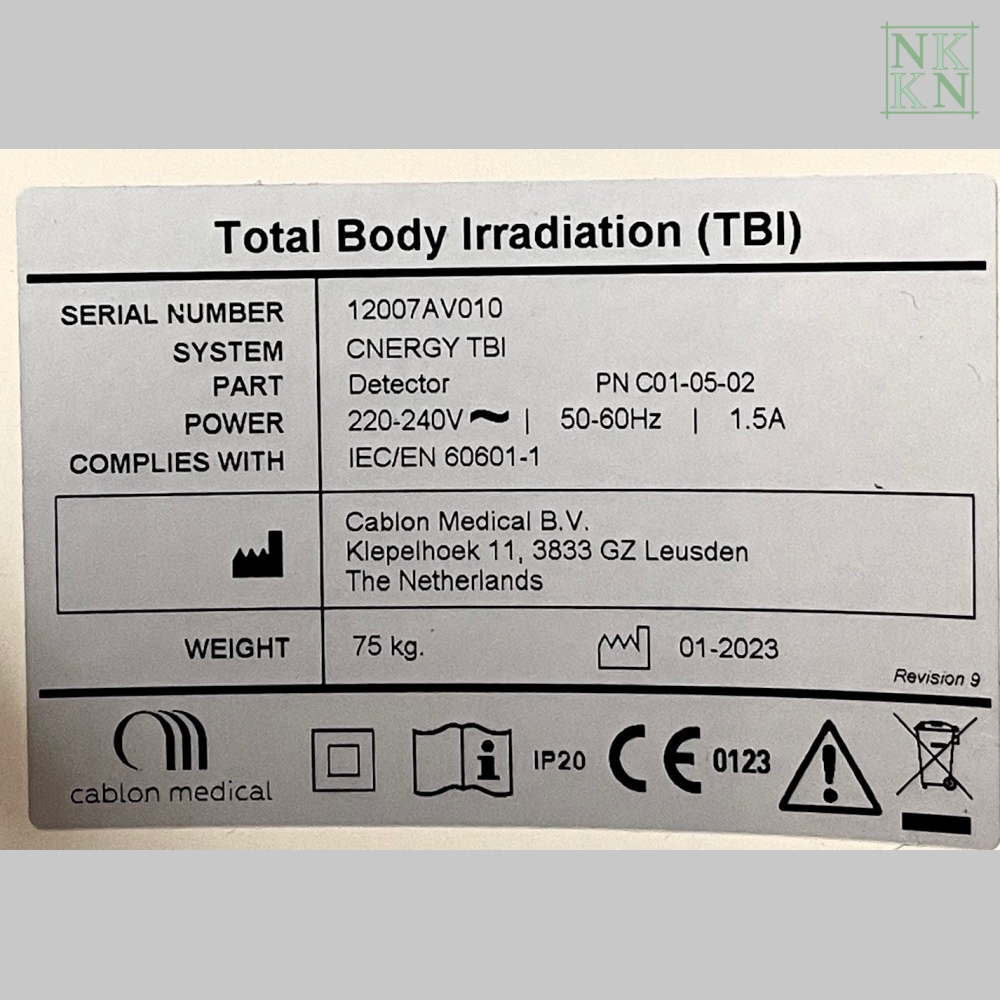 NK
KN
Total Body Irradiation (TBI)
SERIAL NUMBER 12007AV010
SYSTEM CNERGY TBI
PART Detector PN C01-05-02
POWER 220-240V | 50-60Hz | 1.5A
COMPLIES WITH IEC/EN 60601-1
Cablon Medical B.V.
Klepelhoek 11, 3833 GZ Leusden
The Netherlands
WEIGHT 75 kg. 01-2023
Revision 9
cablon medical
IP20 CE 0123